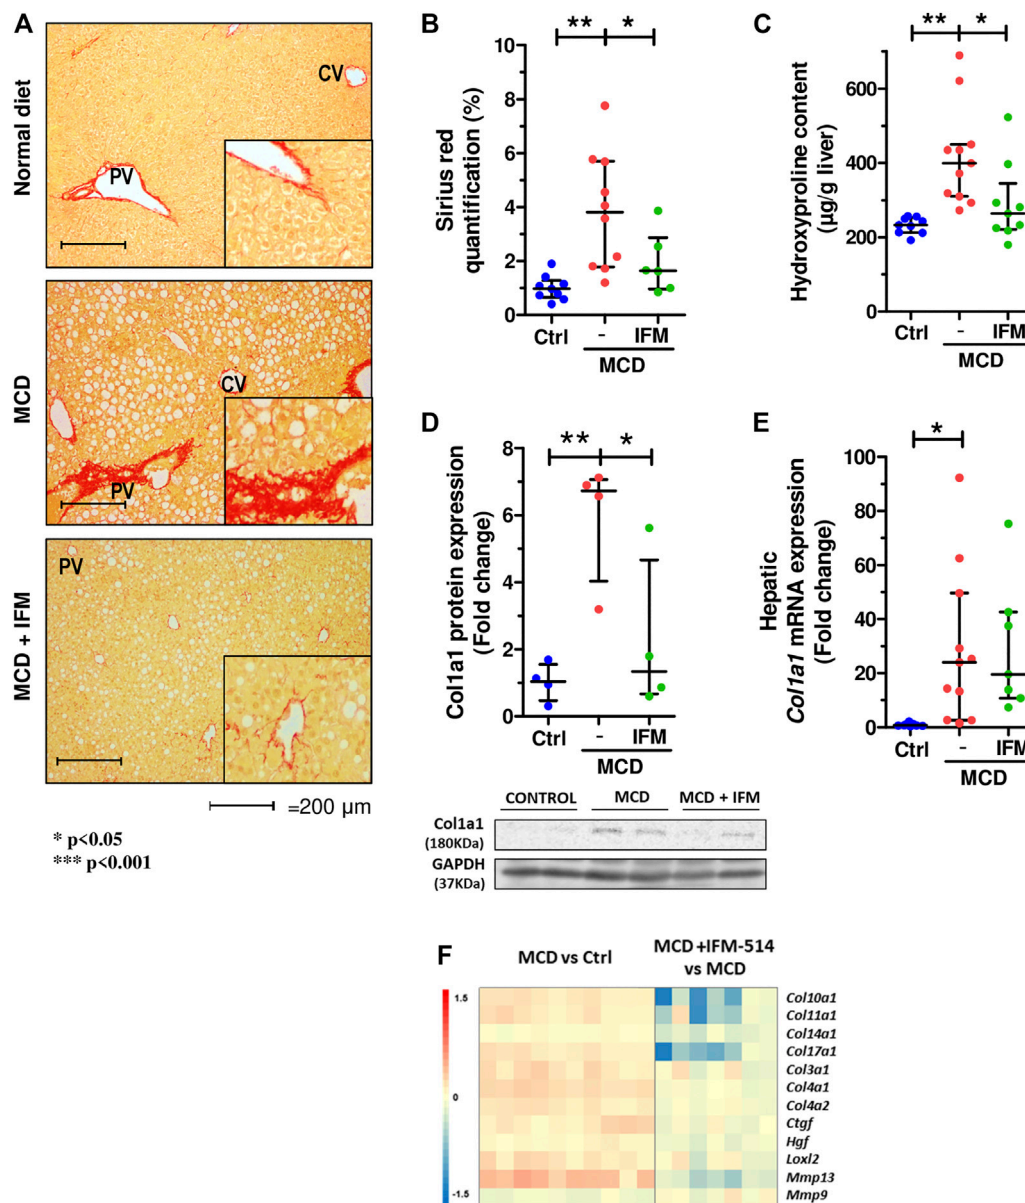 A
Normal diet
CV
PV
MCD
CV
PV
MCD + IFM
PV
=200 µm
* p<0.05
*** p<0.001
B
** *
Sirius red
quantification (%)
10
8
6
4
2
0
Ctrl - IFM
MCD
C
** *
Hydroxyproline content
(µg/g liver)
600
400
200
0
Ctrl - IFM
MCD
D
** *
Col1a1 protein expression
(Fold change)
8
6
4
2
0
Ctrl - IFM
MCD
CONTROL MCD MCD + IFM
Col1a1
(180KDa)
GAPDH
(37KDa)
E
*
Hepatic
Col1a1 mRNA expression
(Fold change)
100
80
60
40
20
0
Ctrl - IFM
MCD
F
MCD vs Ctrl
MCD +IFM-514
vs MCD
1.5
0
-1.5
Col10a1
Col11a1
Col14a1
Col17a1
Col3a1
Col4a1
Col4a2
Ctgf
Hgf
Loxl2
Mmp13
Mmp9